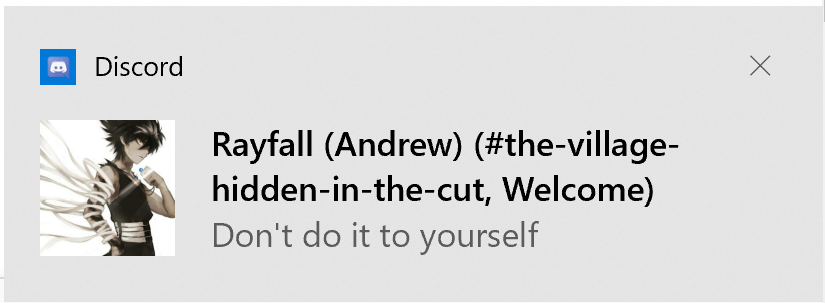 Discord
Rayfall (Andrew) (#the-village-
hidden-in-the-cut, Welcome)
Don't do it to yourself